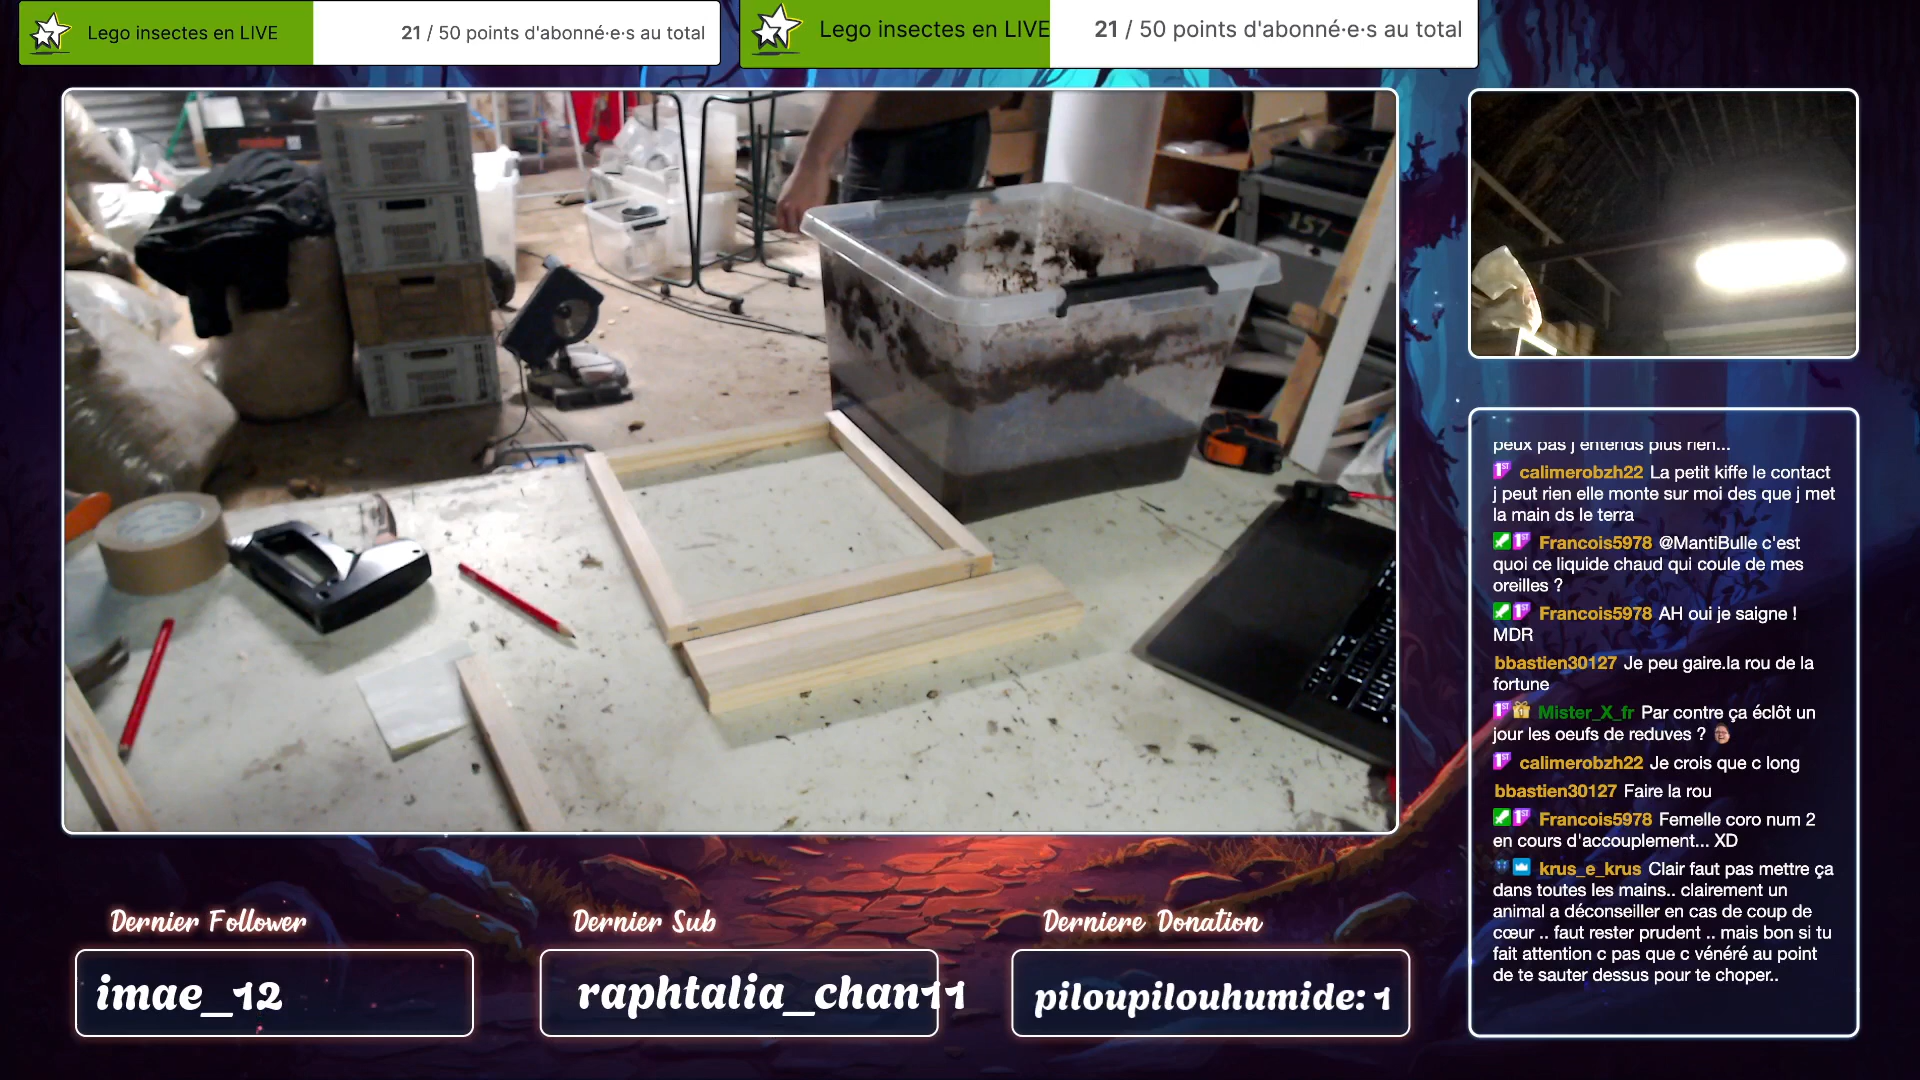 Lego insectes en LIVE
21 / 50 points d'abonné·e·s au total
Lego insectes en LIVE
21 / 50 points d'abonné·e·s au total
157
peux pas j entends plus rien...
calimerobzh22 La petit kiffe le contact
j peut rien elle monte sur moi des que j met
la main ds le terra
Francois5978 @MantiBulle c'est
quoi ce liquide chaud qui coule de mes
oreilles ?
Francois5978 AH oui je saigne !
MDR
bbastien30127 Je peu gaire.la rou de la
fortune
Mister_X_fr Par contre ça éclôt un
jour les oeufs de reduves ?
calimerobzh22 Je crois que c long
bbastien30127 Faire la rou
Francois5978 Femelle coro num 2
en cours d'accouplement... XD
krus_e_krus Clair faut pas mettre ça
dans toutes les mains.. clairement un
animal a déconseiller en cas de coup de
cœur .. faut rester prudent .. mais bon si tu
fait attention c pas que c vénéré au point
de te sauter dessus pour te choper..
Dernier Follower
imae_12
Dernier Sub
raphtalia_chan11
Derniere Donation
piloupilouhumide: 1